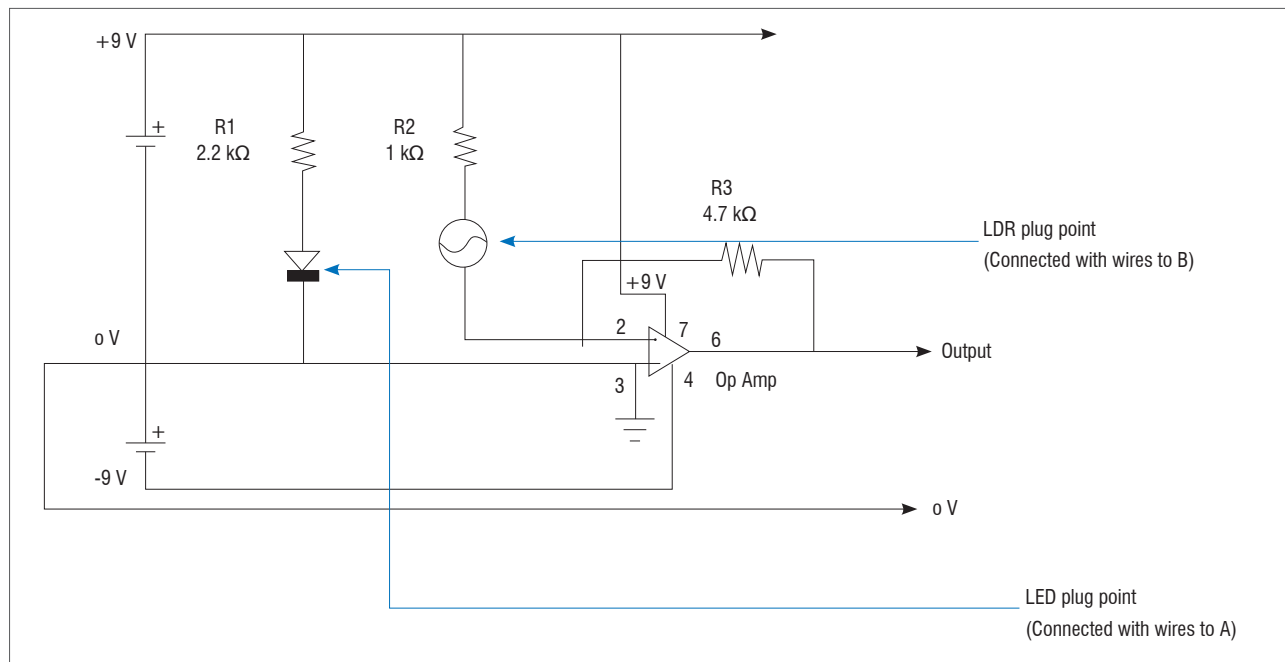 +9 V
+
R1
2.2 kΩ
R2
1 kΩ
R3
4.7 kΩ
LDR plug point
(Connected with wires to B)
+9 V
2
7
6
o V
Output
3
4
Op Amp
+
-9 V
o V
LED plug point
(Connected with wires to A)